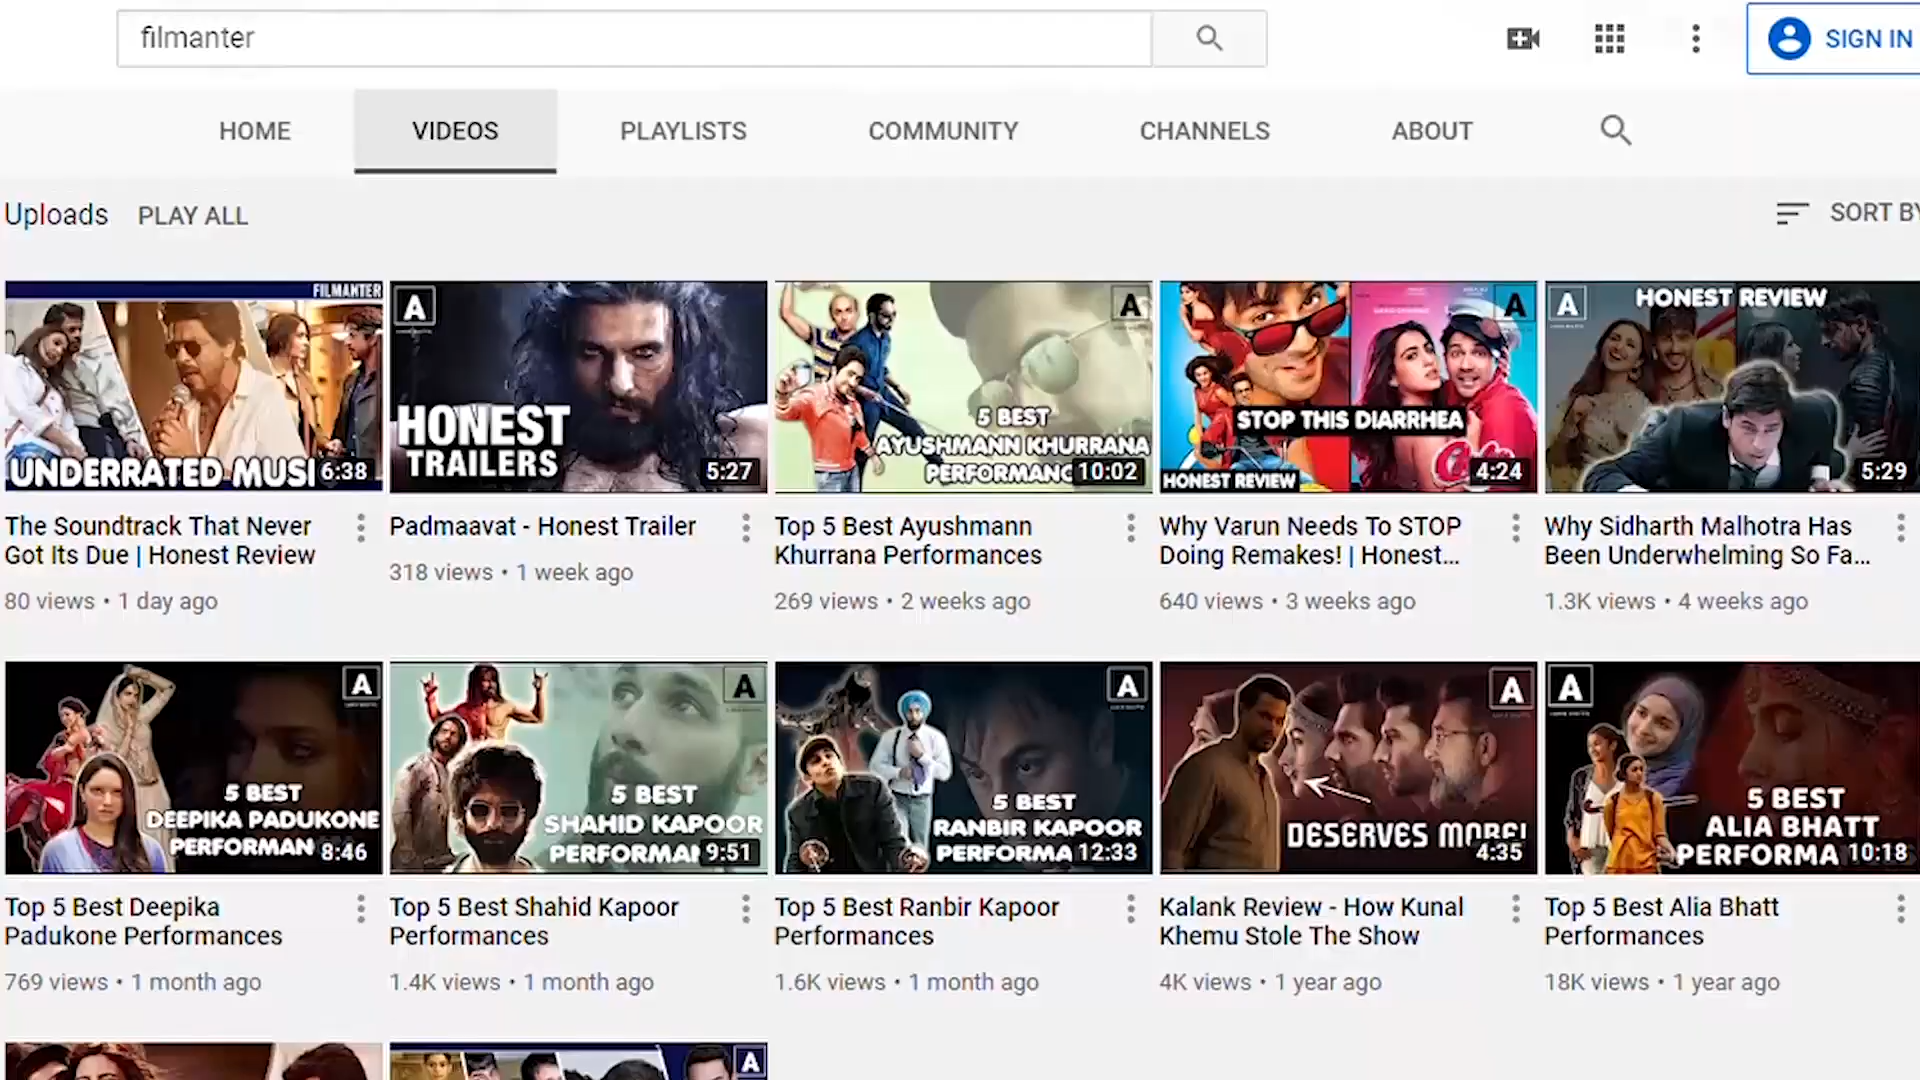 filmanter
SIGN IN
HOME
VIDEOS
PLAYLISTS
COMMUNITY
CHANNELS
ABOUT
Uploads
PLAY ALL
SORT BY
FILMANTER
UNDERRATED MUSI
6:38
The Soundtrack That Never
Got Its Due | Honest Review
80 views • 1 day ago
A
HONEST
TRAILERS
5:27
Padmaavat - Honest Trailer
318 views • 1 week ago
A
5 BEST
AYUSHMANN KHURRANA
PERFORMANC
10:02
Top 5 Best Ayushmann
Khurrana Performances
269 views • 2 weeks ago
A
STOP THIS DIARRHEA
HONEST REVIEW
4:24
Why Varun Needs To STOP
Doing Remakes! | Honest...
640 views • 3 weeks ago
A
HONEST REVIEW
5:29
Why Sidharth Malhotra Has
Been Underwhelming So Fa...
1.3K views • 4 weeks ago
A
5 BEST
DEEPIKA PADUKONE
PERFORMAN
8:46
Top 5 Best Deepika
Padukone Performances
769 views • 1 month ago
A
5 BEST
SHAHID KAPOOR
PERFORMAN
9:51
Top 5 Best Shahid Kapoor
Performances
1.4K views • 1 month ago
A
5 BEST
RANBIR KAPOOR
PERFORMA
12:33
Top 5 Best Ranbir Kapoor
Performances
1.6K views • 1 month ago
A
DESERVES MORE!
4:35
Kalank Review - How Kunal
Khemu Stole The Show
4K views • 1 year ago
A
5 BEST
ALIA BHATT
PERFORMA
10:18
Top 5 Best Alia Bhatt
Performances
18K views • 1 year ago
A